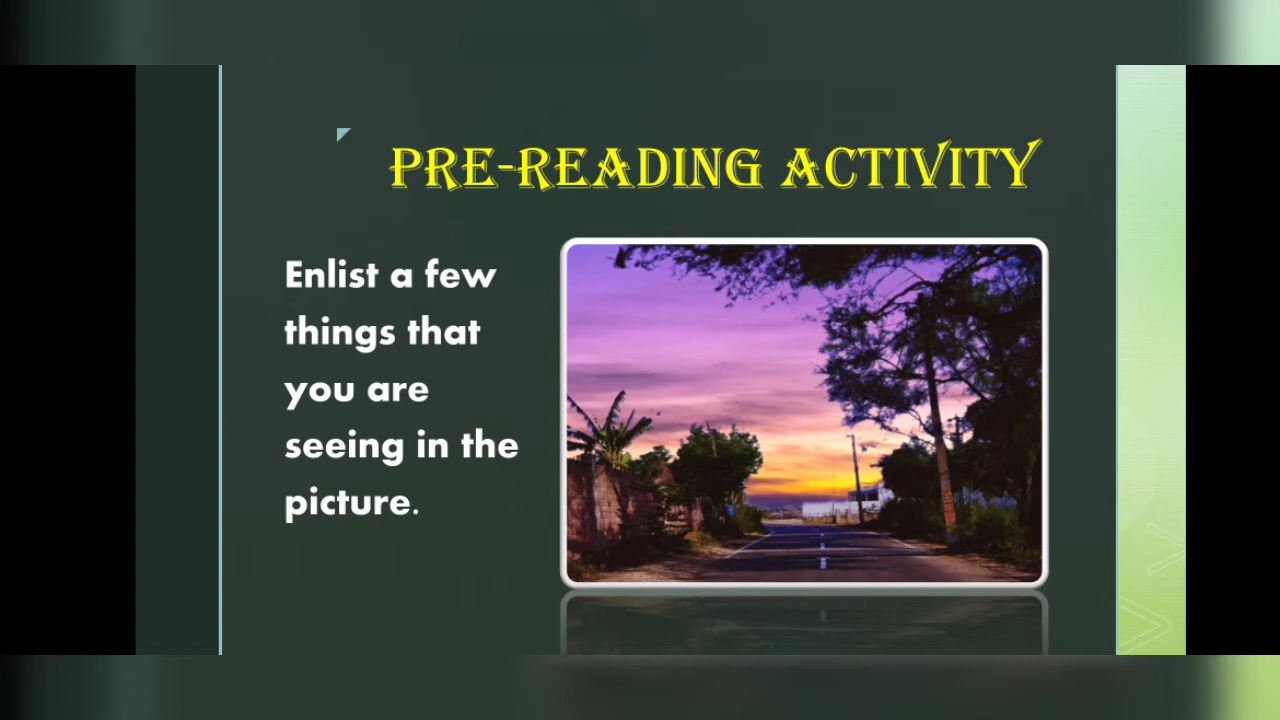 PRE-READING ACTIVITY
Enlist a few
things that
you are
seeing in the
picture.